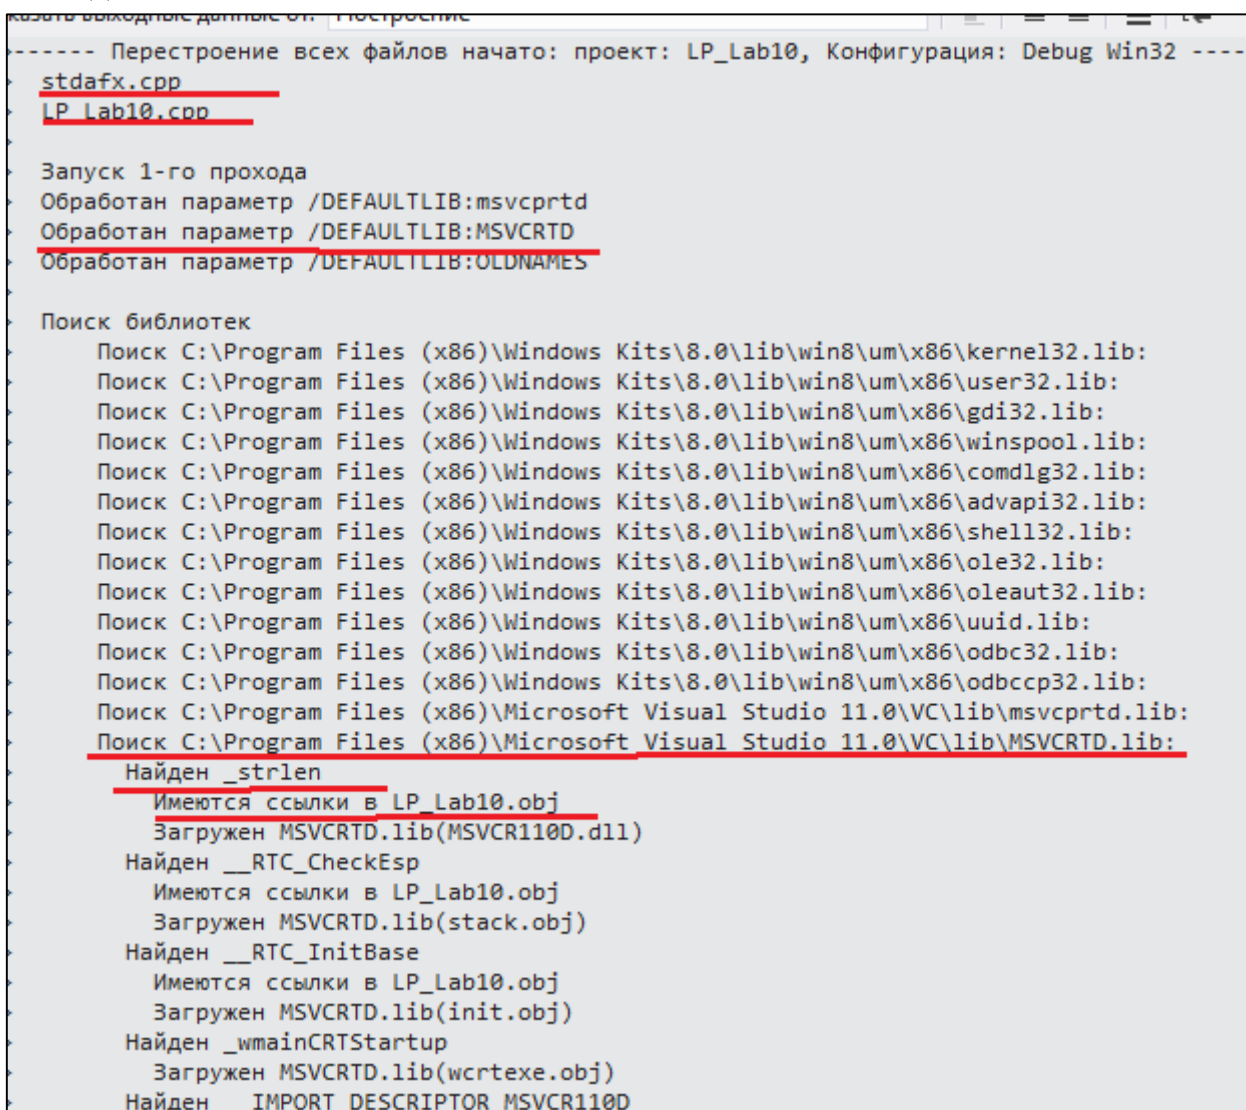 казать выходные данные от: Построение
------ Перестроение всех файлов начато: проект: LP_Lab10, Конфигурация: Debug Win32 ----
stdafx.cpp
LP_Lab10.cpp
Запуск 1-го прохода
Обработан параметр /DEFAULTLIB:msvcprtd
Обработан параметр /DEFAULTLIB:MSVCRTD
Обработан параметр /DEFAULTLIB:OLDNAMES
Поиск библиотек
Поиск C:\Program Files (x86)\Windows Kits\8.0\lib\win8\um\x86\kernel32.lib:
Поиск C:\Program Files (x86)\Windows Kits\8.0\lib\win8\um\x86\user32.lib:
Поиск C:\Program Files (x86)\Windows Kits\8.0\lib\win8\um\x86\gdi32.lib:
Поиск C:\Program Files (x86)\Windows Kits\8.0\lib\win8\um\x86\winspool.lib:
Поиск C:\Program Files (x86)\Windows Kits\8.0\lib\win8\um\x86\comdlg32.lib:
Поиск C:\Program Files (x86)\Windows Kits\8.0\lib\win8\um\x86\advapi32.lib:
Поиск C:\Program Files (x86)\Windows Kits\8.0\lib\win8\um\x86\shell32.lib:
Поиск C:\Program Files (x86)\Windows Kits\8.0\lib\win8\um\x86\ole32.lib:
Поиск C:\Program Files (x86)\Windows Kits\8.0\lib\win8\um\x86\oleaut32.lib:
Поиск C:\Program Files (x86)\Windows Kits\8.0\lib\win8\um\x86\uuid.lib:
Поиск C:\Program Files (x86)\Windows Kits\8.0\lib\win8\um\x86\odbc32.lib:
Поиск C:\Program Files (x86)\Windows Kits\8.0\lib\win8\um\x86\odbccp32.lib:
Поиск C:\Program Files (x86)\Microsoft Visual Studio 11.0\VC\lib\msvcprtd.lib:
Поиск C:\Program Files (x86)\Microsoft Visual Studio 11.0\VC\lib\MSVCRTD.lib:
Найден _strlen
Имеются ссылки в LP_Lab10.obj
Загружен MSVCRTD.lib(MSVCR110D.dll)
Найден __RTC_CheckEsp
Имеются ссылки в LP_Lab10.obj
Загружен MSVCRTD.lib(stack.obj)
Найден __RTC_InitBase
Имеются ссылки в LP_Lab10.obj
Загружен MSVCRTD.lib(init.obj)
Найден _wmainCRTStartup
Загружен MSVCRTD.lib(wcrtexe.obj)
Найден __IMPORT_DESCRIPTOR_MSVCR110D